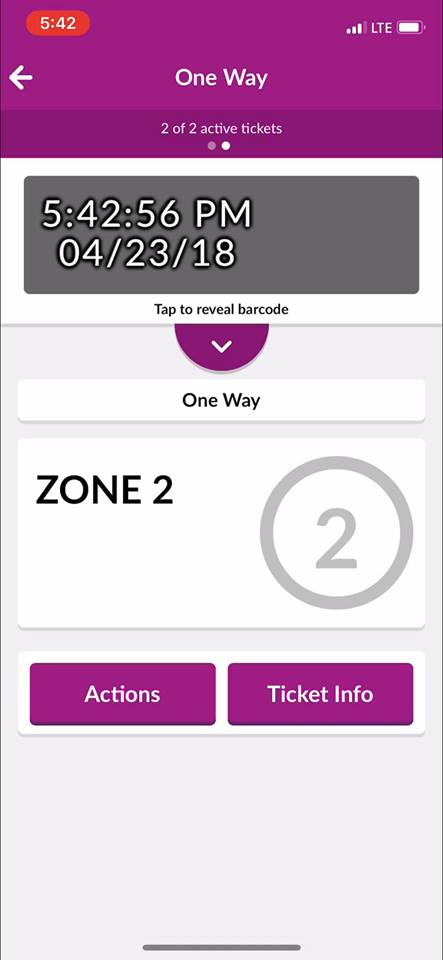 5:42
LTE
One Way
2 of 2 active tickets
5:42:56 PM
04/23/18
Tap to reveal barcode
One Way
ZONE 2
2
Actions
Ticket Info